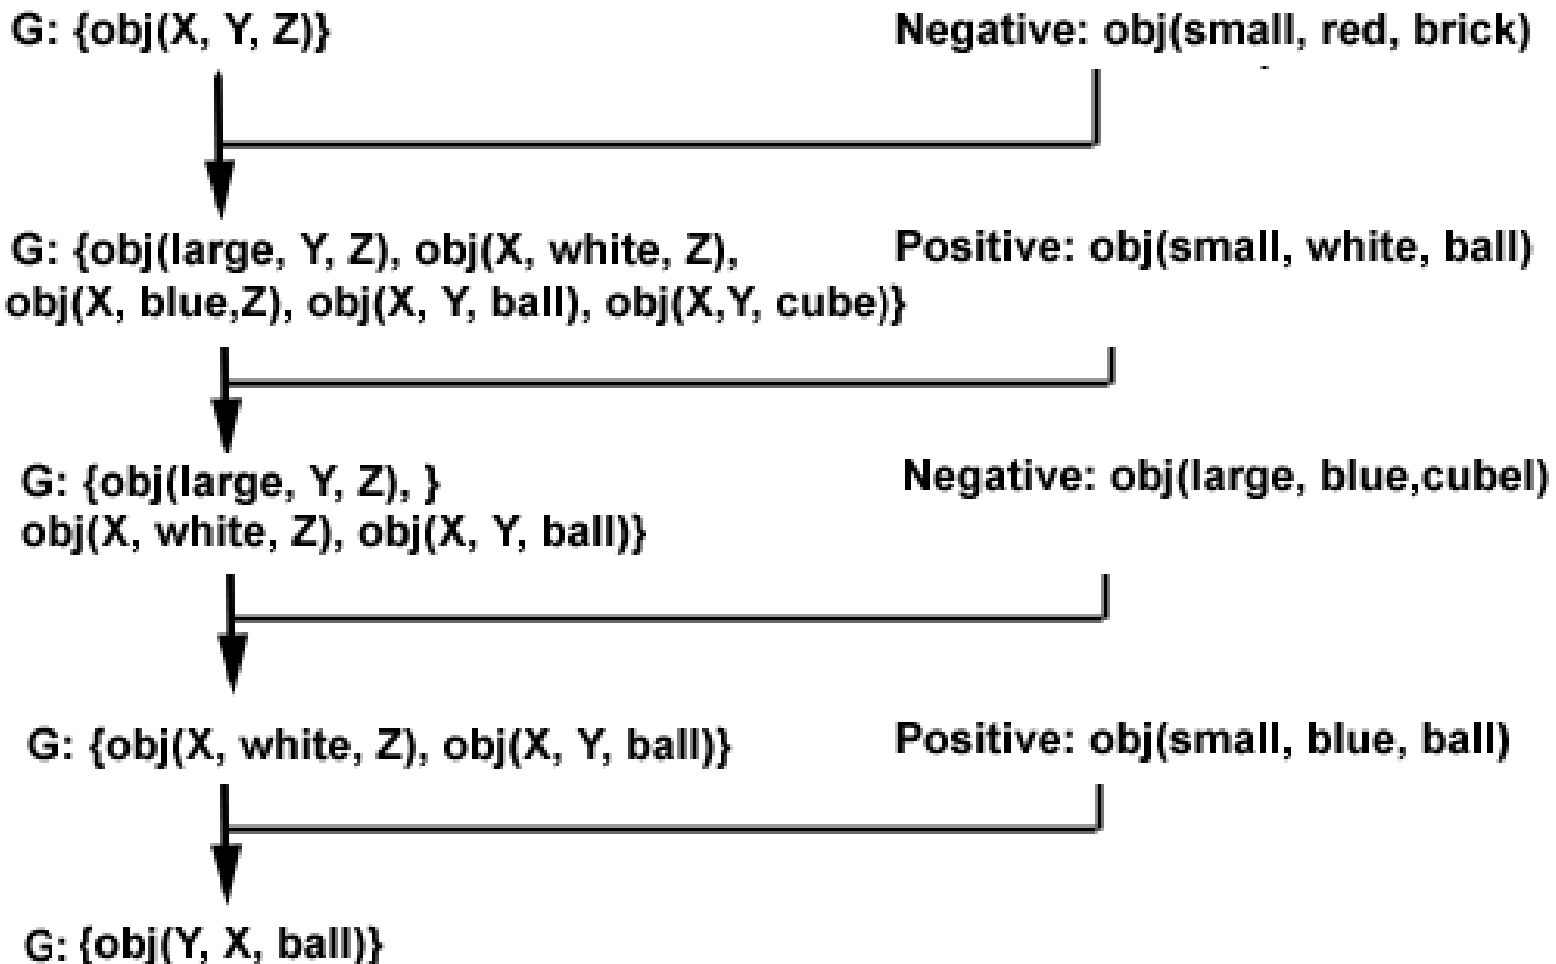 G: {obj(X, Y, Z)}
Negative: obj(small, red, brick)
G: {obj(large, Y, Z), obj(X, white, Z),
obj(X, blue,Z), obj(X, Y, ball), obj(X,Y, cube)}
Positive: obj(small, white, ball)
G: {obj(large, Y, Z), }
obj(X, white, Z), obj(X, Y, ball)}
Negative: obj(large, blue,cubel)
G: {obj(X, white, Z), obj(X, Y, ball)}
Positive: obj(small, blue, ball)
G: {obj(Y, X, ball)}